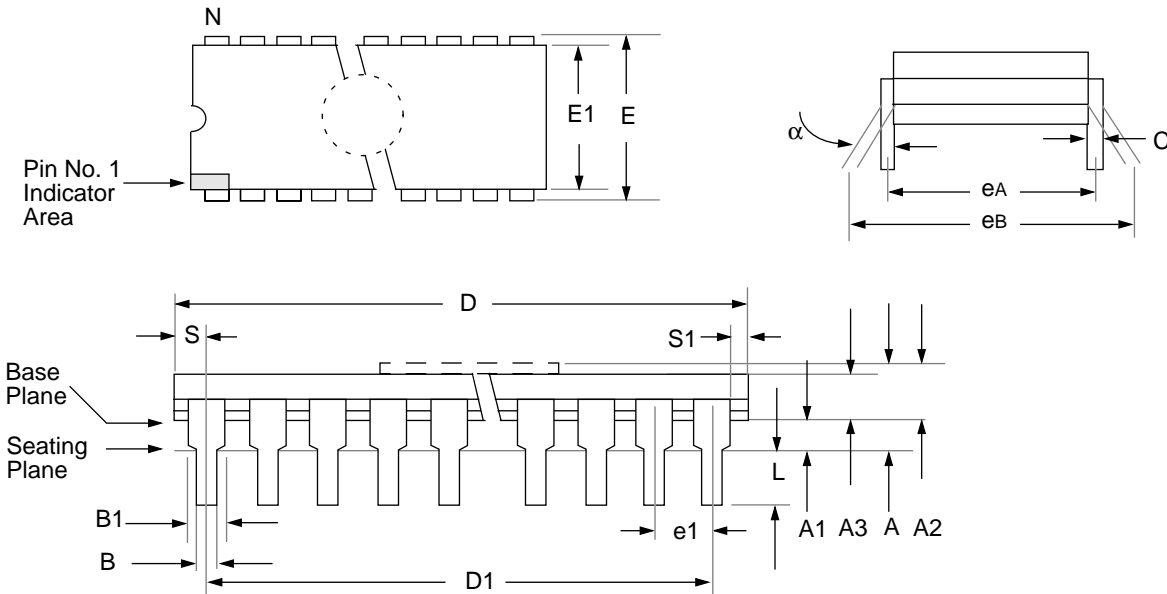 N
E1
E
Pin No. 1
Indicator
Area
α
C
eA
eB
D
S
S1
Base
Plane
Seating
Plane
L
B1
B
e1
A1
A3
A
A2
D1